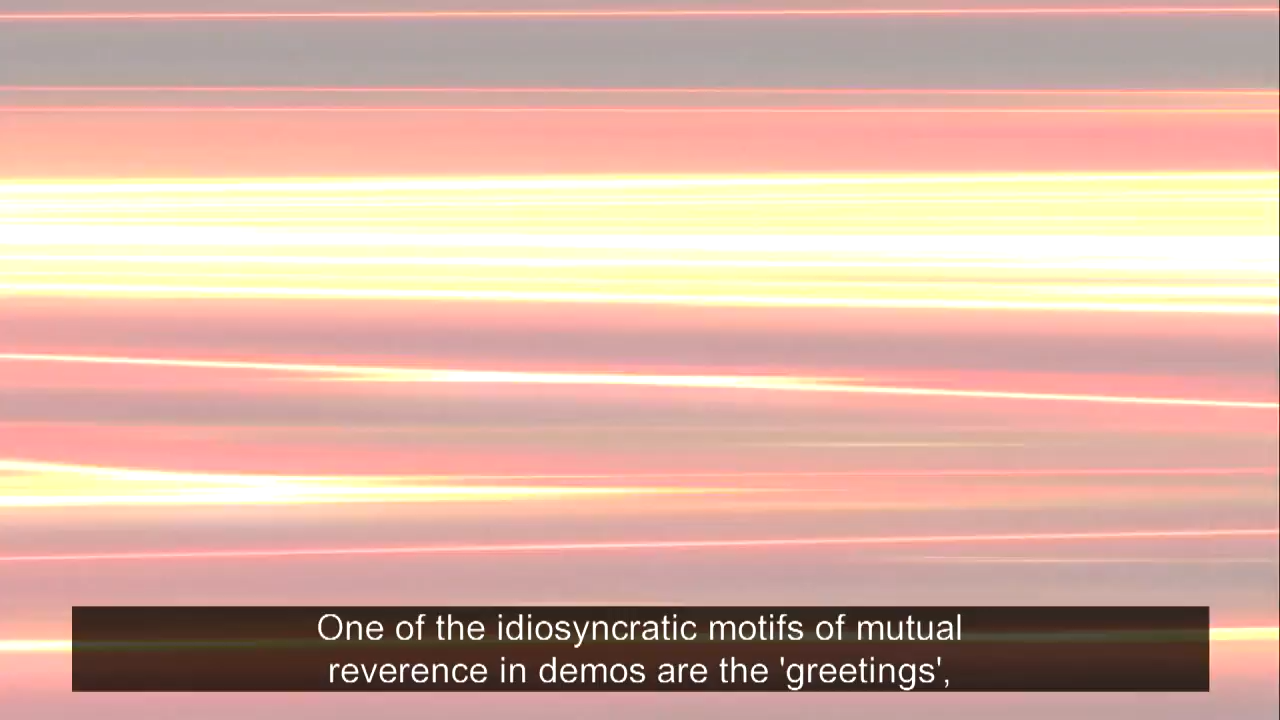 One of the idiosyncratic motifs of mutual
reverence in demos are the 'greetings',